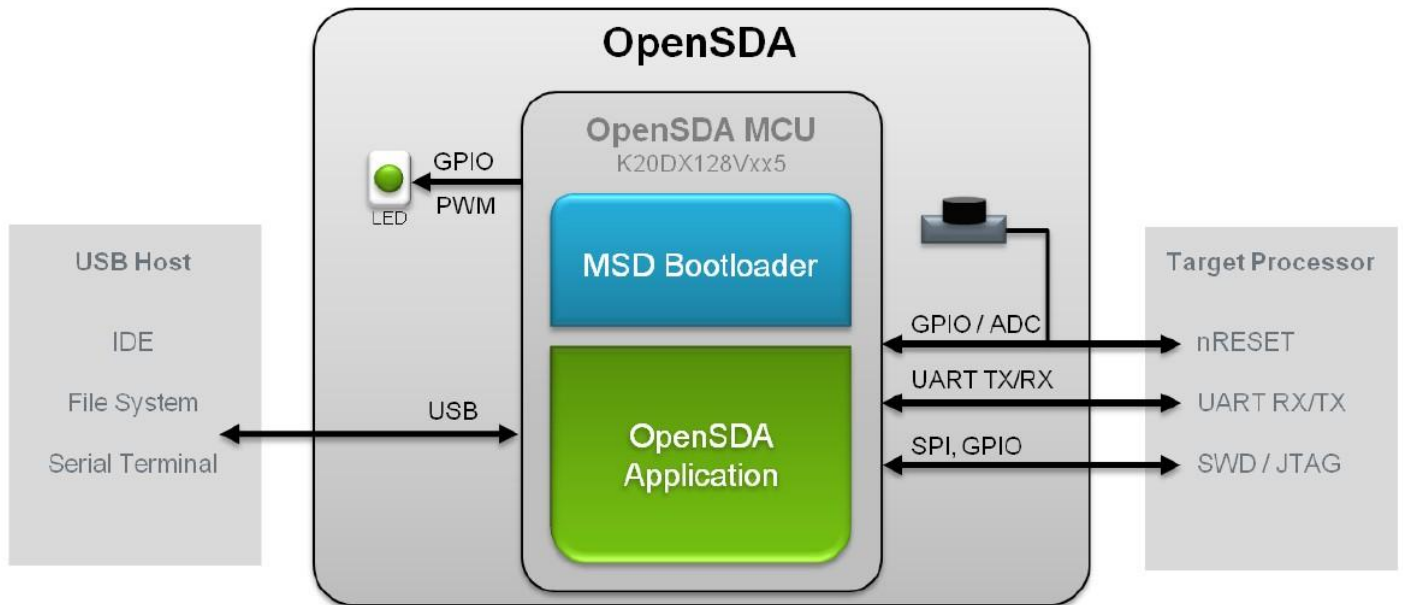 OpenSDA
OpenSDA MCU
K20DX128Vxx5
GPIO
PWM
LED
MSD Bootloader
USB Host
IDE
File System
Serial Terminal
USB
OpenSDA
Application
GPIO / ADC
UART TX/RX
SPI, GPIO
Target Processor
nRESET
UART RX/TX
SWD / JTAG